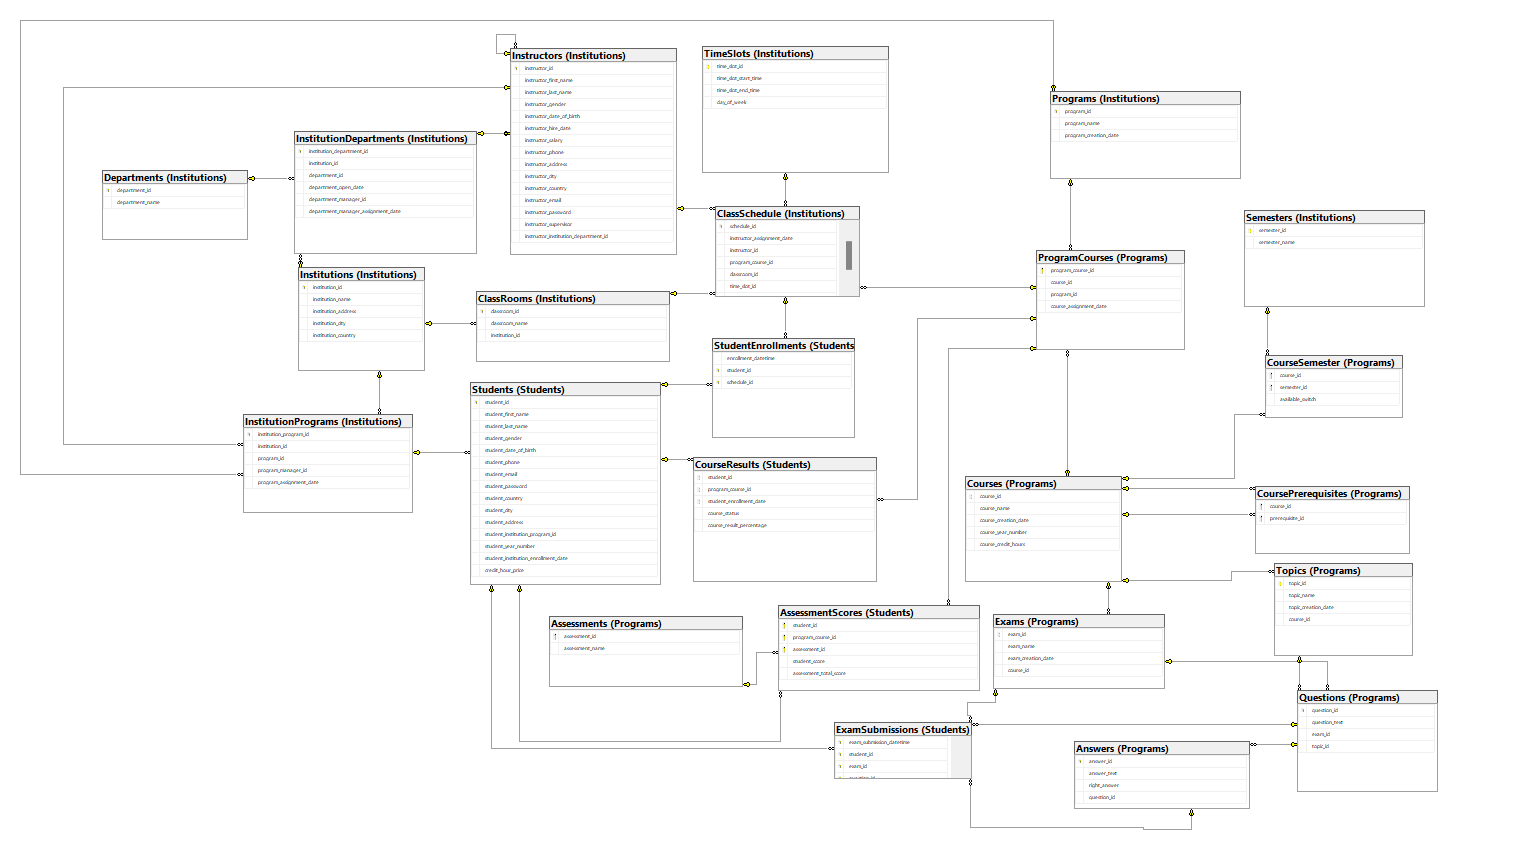 Instructors (Institutions)
instructor_id
instructor_first_name
instructor_last_name
instructor_gender
instructor_date_of_birth
instructor_hire_date
instructor_salary
instructor_phone
instructor_address
instructor_city
instructor_country
instructor_email
instructor_password
instructor_supervisor
instructor_institution_department_id
TimeSlots (Institutions)
time_slot_id
time_slot_start_time
time_slot_end_time
day_of_week
Programs (Institutions)
program_id
program_name
program_creation_date
InstitutionDepartments (Institutions)
institution_department_id
institution_id
department_id
department_open_date
department_manager_id
department_manager_assignment_date
Departments (Institutions)
department_id
department_name
ClassSchedule (Institutions)
schedule_id
instructor_assignment_date
instructor_id
program_course_id
classroom_id
time_slot_id
Semesters (Institutions)
semester_id
semester_name
ProgramCourses (Programs)
program_course_id
course_id
program_id
course_assignment_date
Institutions (Institutions)
institution_id
institution_name
institution_address
institution_city
institution_country
ClassRooms (Institutions)
classroom_id
classroom_name
institution_id
StudentEnrollments (Students
enrollment_datetime
student_id
schedule_id
CourseSemester (Programs)
course_id
semester_id
available_switch
Students (Students)
student_id
student_first_name
student_last_name
student_gender
student_date_of_birth
student_phone
student_email
student_password
student_country
student_city
student_address
student_institution_program_id
student_year_number
student_institution_enrollment_date
credit_hour_price
InstitutionPrograms (Institutions)
institution_program_id
institution_id
program_id
program_manager_id
program_assignment_date
CourseResults (Students)
student_id
program_course_id
student_enrollment_date
course_status
course_result_percentage
Courses (Programs)
course_id
course_name
course_creation_date
course_year_number
course_credit_hours
CoursePrerequisites (Programs)
course_id
prerequisite_id
Topics (Programs)
topic_id
topic_name
topic_creation_date
course_id
Assessments (Programs)
assessment_id
assessment_name
AssessmentScores (Students)
student_id
program_course_id
assessment_id
student_score
assessment_total_score
Exams (Programs)
exam_id
exam_name
exam_creation_date
course_id
Questions (Programs)
question_id
question_text
exam_id
topic_id
ExamSubmissions (Students)
exam_submission_datetime
student_id
exam_id
Answers (Programs)
answer_id
answer_text
right_answer
question_id